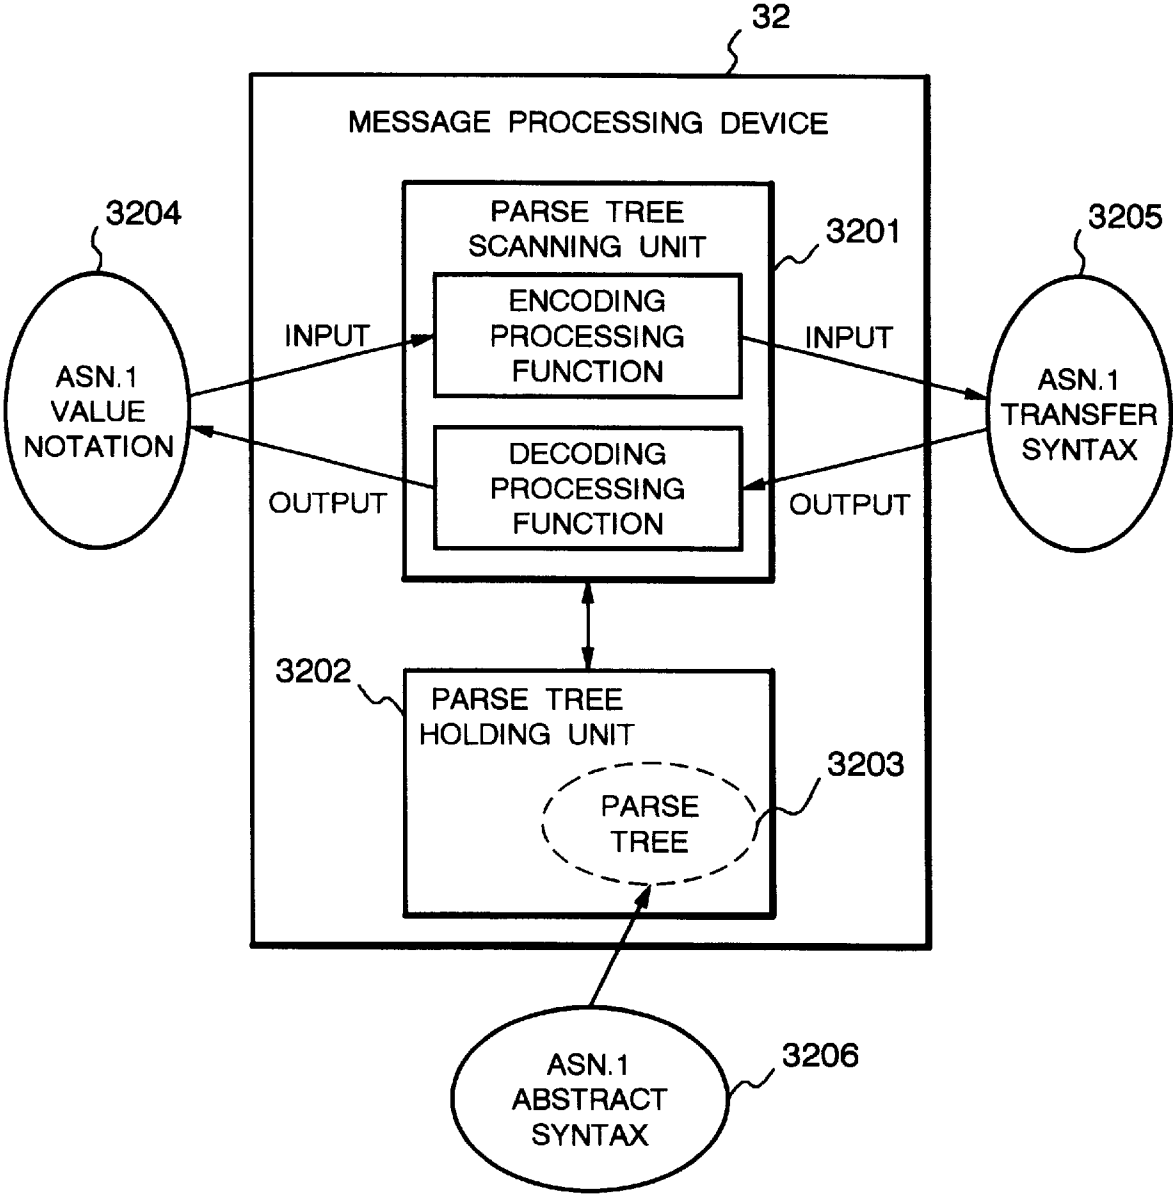 32
MESSAGE PROCESSING DEVICE
3204
PARSE TREE
SCANNING UNIT
3201
3205
ENCODING
PROCESSING
FUNCTION
INPUT
INPUT
ASN.1
VALUE
NOTATION
ASN.1
TRANSFER
SYNTAX
DECODING
PROCESSING
FUNCTION
OUTPUT
OUTPUT
3202
PARSE TREE
HOLDING UNIT
3203
PARSE
TREE
ASN.1
ABSTRACT
SYNTAX
3206